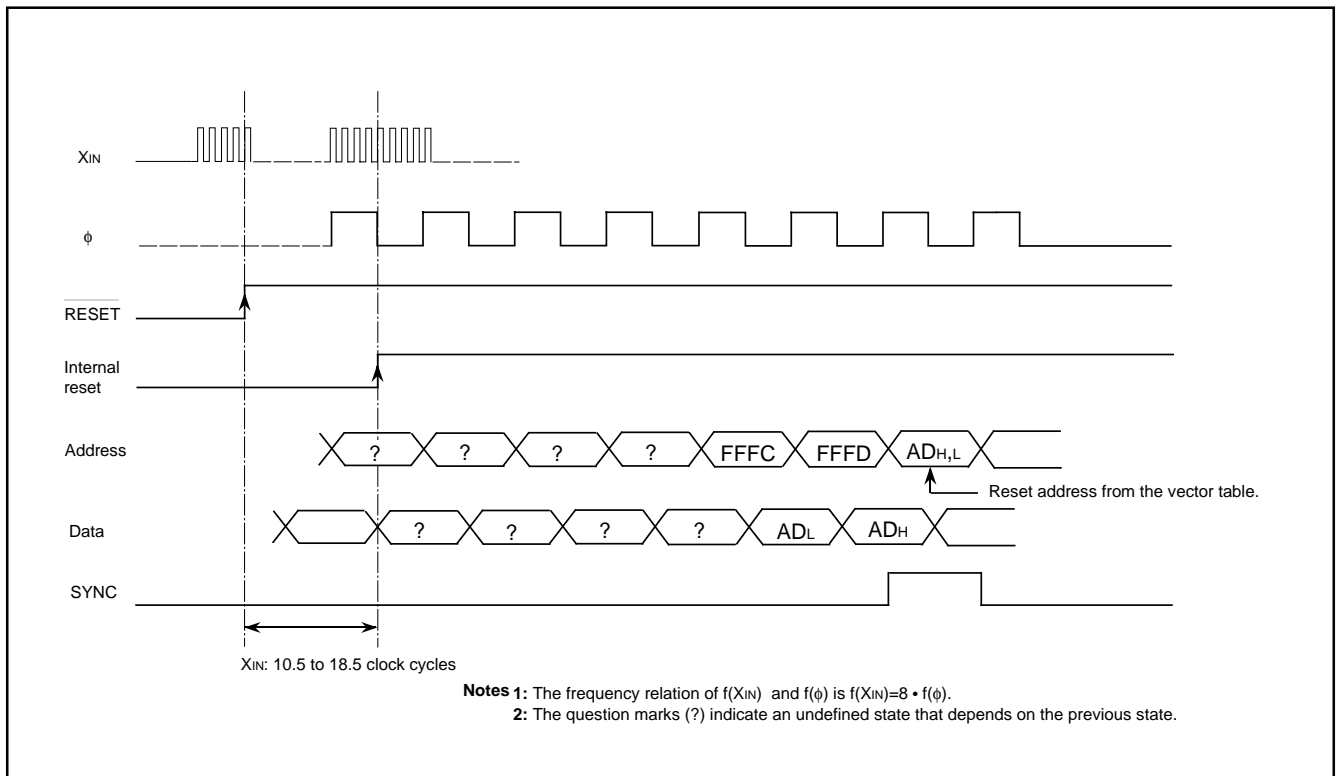 XIN
ϕ
RESET
Internal
reset
Address
? ? ? ? FFFC FFFD ADH,L
Reset address from the vector table.
Data
? ? ? ? ADL ADH
SYNC
XIN: 10.5 to 18.5 clock cycles
Notes 1: The frequency relation of f(XIN) and f(ϕ) is f(XIN)=8 • f(ϕ).
2: The question marks (?) indicate an undefined state that depends on the previous state.